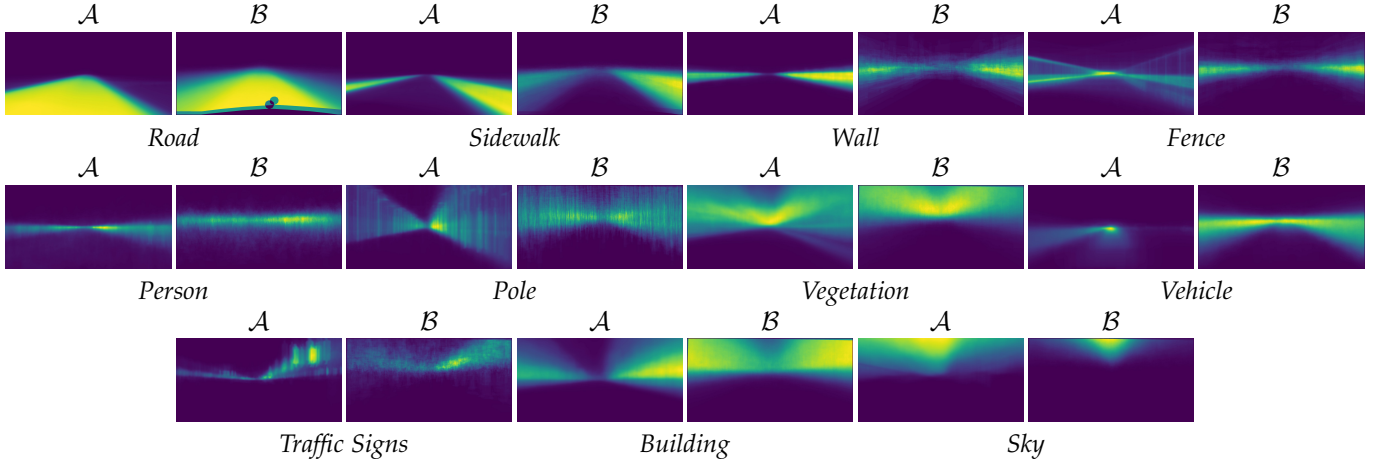 𝒜 ℬ 𝒜 ℬ 𝒜 ℬ 𝒜 ℬ
Road Sidewalk Wall Fence
𝒜 ℬ 𝒜 ℬ 𝒜 ℬ 𝒜 ℬ
Person Pole Vegetation Vehicle
𝒜 ℬ 𝒜 ℬ 𝒜 ℬ
Traffic Signs Building Sky